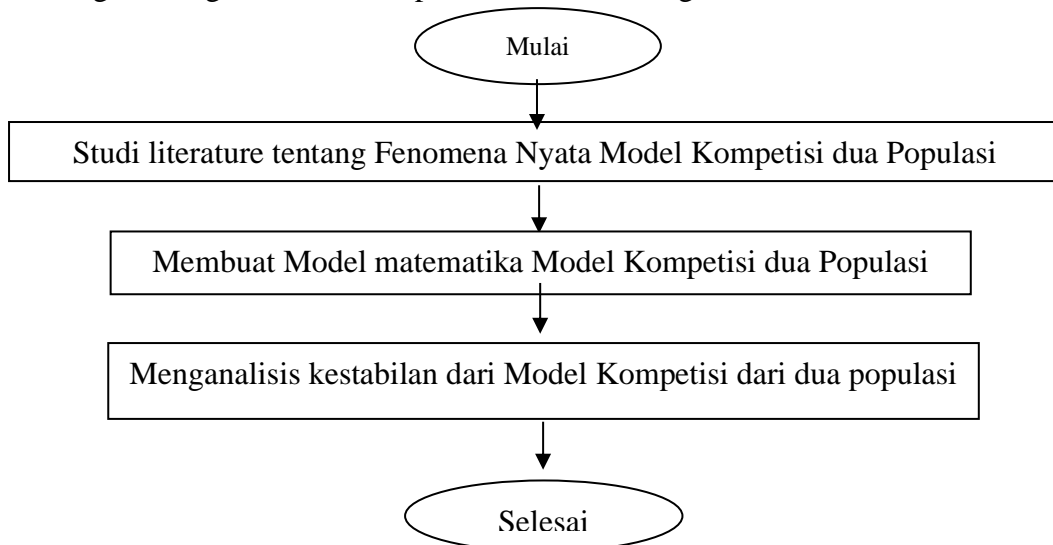 Mulai
Studi literature tentang Fenomena Nyata Model Kompetisi dua Populasi
Membuat Model matematika Model Kompetisi dua Populasi
Menganalisis kestabilan dari Model Kompetisi dari dua populasi
Selesai